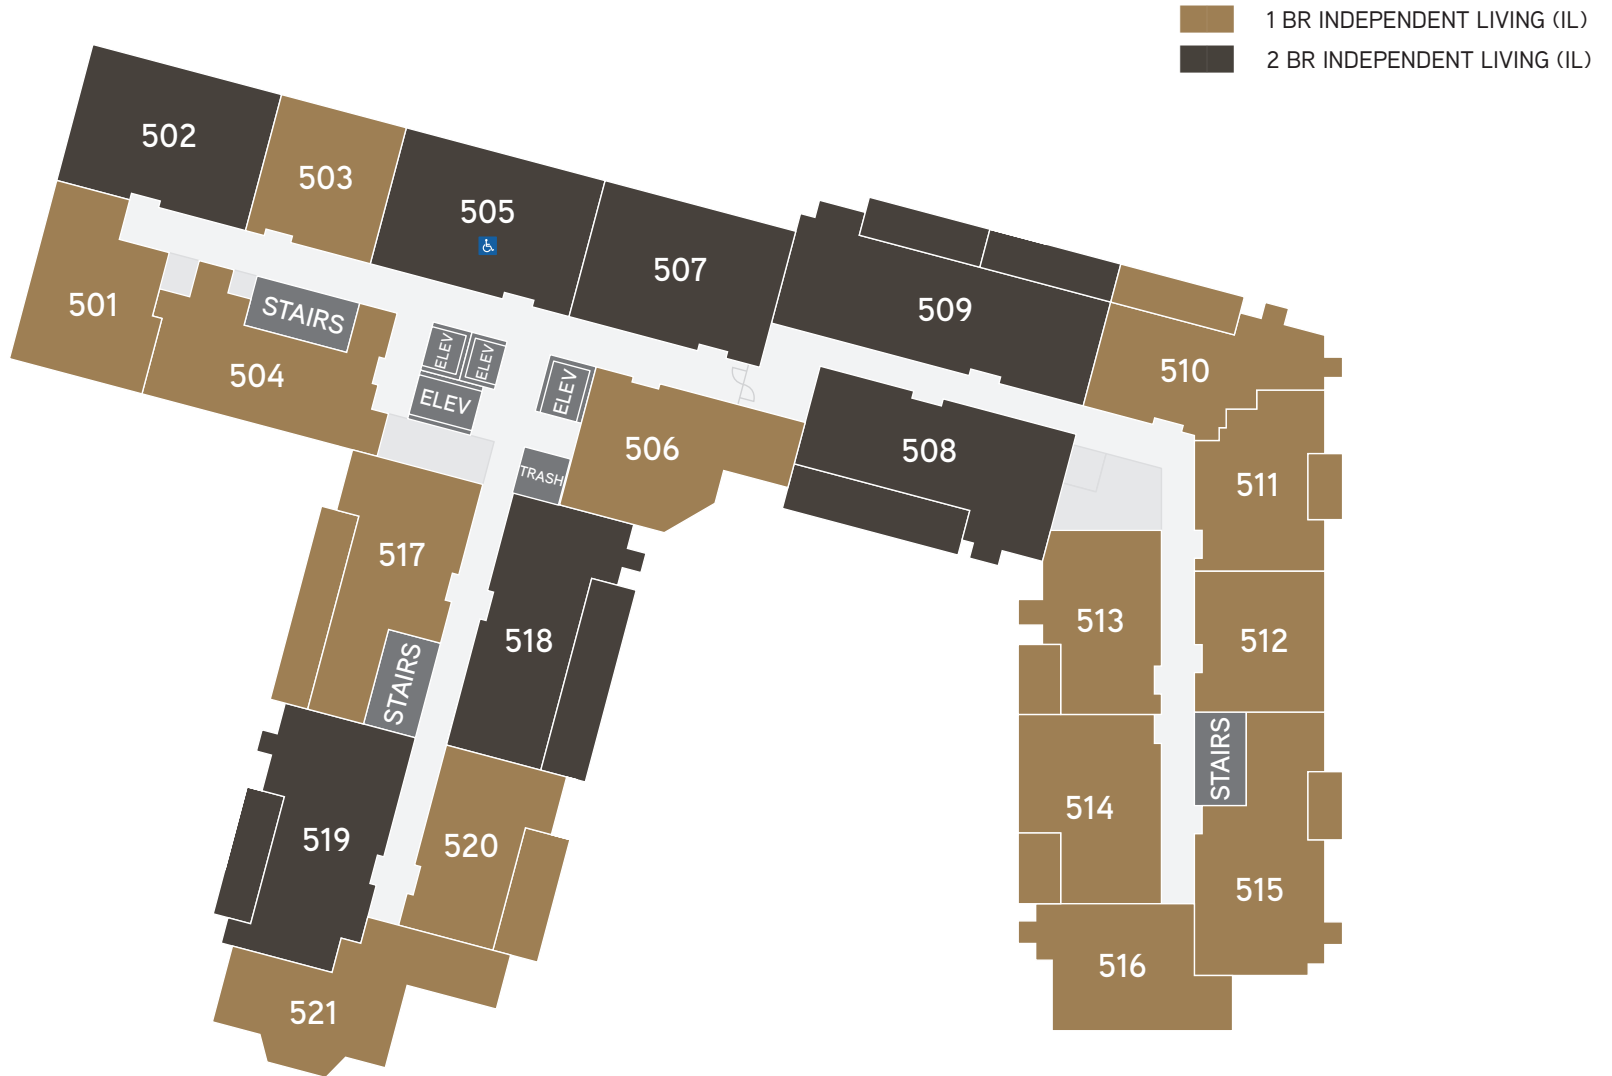 1 BR INDEPENDENT LIVING (IL)
2 BR INDEPENDENT LIVING (IL)
502
503
505
507
509
501
STAIRS
504
ELEV
ELEV
ELEV
ELEV
506
TRASH
508
510
511
517
518
STAIRS
513
512
519
520
514
STAIRS
515
516
521